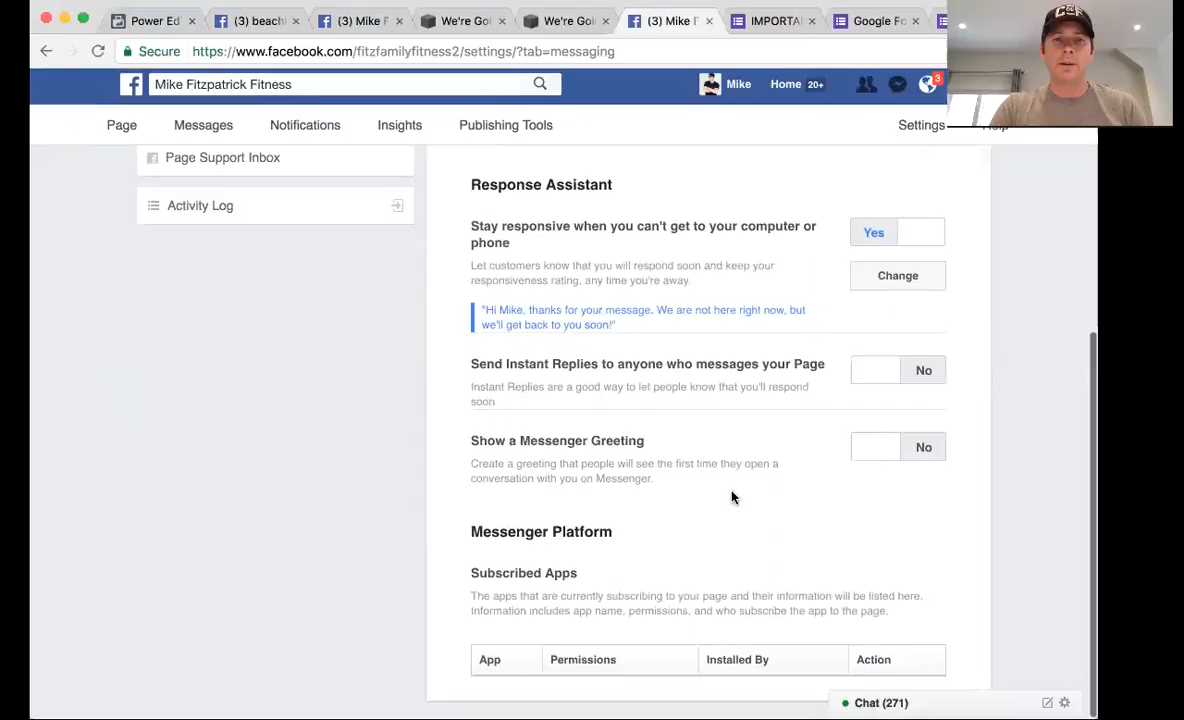 Power Ed
(3) beach
(3) Mike F
We're Goi
We're Goi
(3) Mike F
IMPORTA
Google Fo
Secure
https://www.facebook.com/fitzfamilyfitness2/settings/?tab=messaging
Mike Fitzpatrick Fitness
Mike
Home 20+
3
Page
Messages
Notifications
Insights
Publishing Tools
Settings
Help
Page Support Inbox
Activity Log
Response Assistant
Stay responsive when you can't get to your computer or
phone
Yes
Let customers know that you will respond soon and keep your
responsiveness rating, any time you're away.
Change
"Hi Mike, thanks for your message. We are not here right now, but
we'll get back to you soon!"
Send Instant Replies to anyone who messages your Page
No
Instant Replies are a good way to let people know that you'll respond
soon
Show a Messenger Greeting
No
Create a greeting that people will see the first time they open a
conversation with you on Messenger.
Messenger Platform
Subscribed Apps
The apps that are currently subscribing to your page and their information will be listed here.
Information includes app name, permissions, and who subscribe the app to the page.
App
Permissions
Installed By
Action
Chat (271)